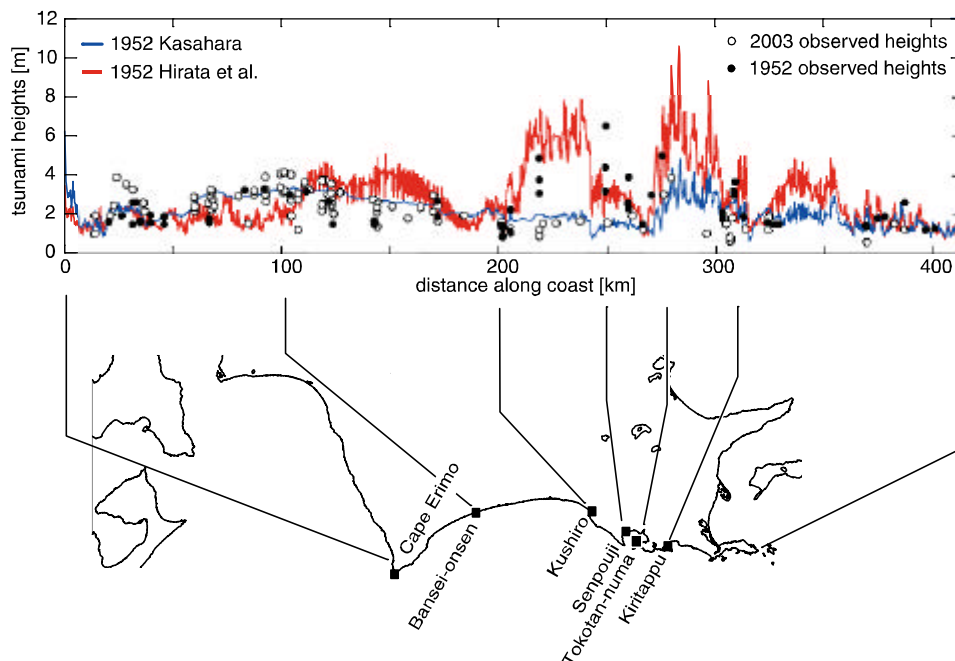 12
10
8
6
4
2
0
tsunami heights [m]
1952 Kasahara
1952 Hirata et al.
2003 observed heights
1952 observed heights
0
100
200
300
400
distance along coast [km]
Cape Erimo
Bansei-onsen
Kushiro
Senpouji
Tokotan-numa
Kiritappu